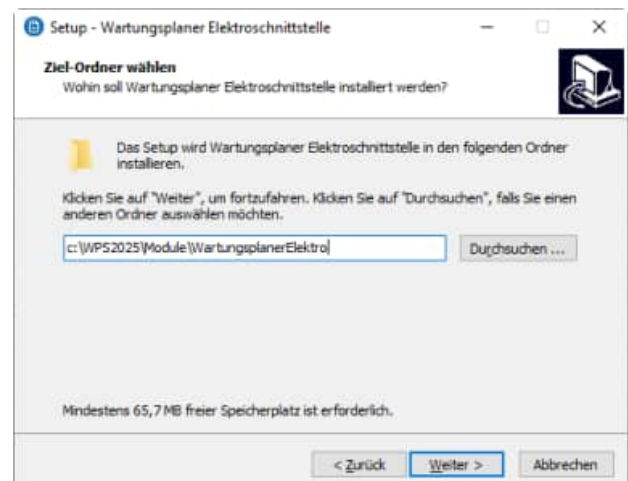 Setup - Wartungsplaner Elektroschnittstelle
Ziel-Ordner wählen
Wohin soll Wartungsplaner Elektroschnittstelle installiert werden?
Das Setup wird Wartungsplaner Elektroschnittstelle in den folgenden Ordner
installieren.
Klicken Sie auf "Weiter", um fortzufahren. Klicken Sie auf "Durchsuchen", falls Sie einen
anderen Ordner auswählen möchten.
c:\WPS2025\Module\WartungsplanerElektro
Durchsuchen ...
Mindestens 65,7 MB freier Speicherplatz ist erforderlich.
< Zurück Weiter > Abbrechen